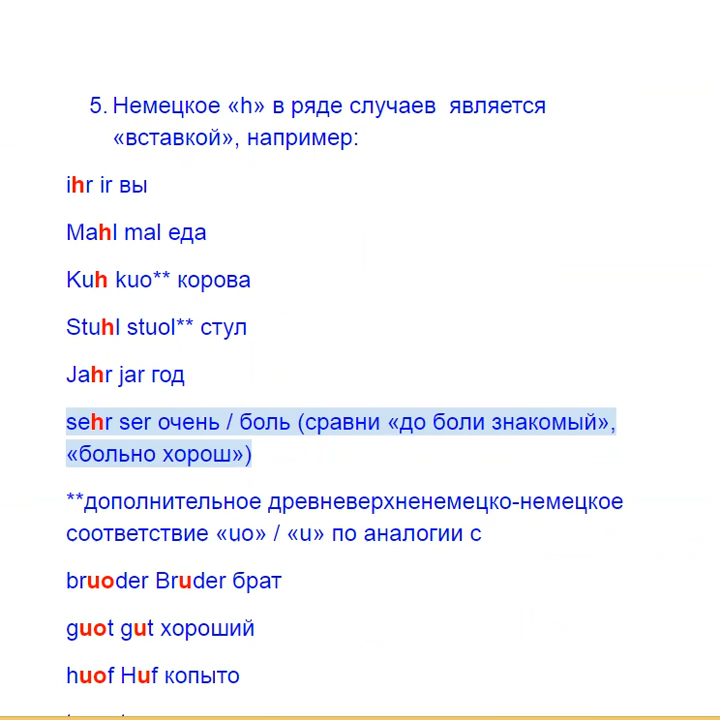 5. Немецкое «h» в ряде случаев является
«вставкой», например:
ihr ir вы
Mahl mal еда
Kuh kuo** корова
Stuhl stuol** стул
Jahr jar год
sehr ser очень / боль (сравни «до боли знакомый»,
«больно хорош»)
**дополнительное древневерхненемецко-немецкое
соответствие «uo» / «u» по аналогии с
bruoder Bruder брат
guot gut хороший
huof Huf копыто